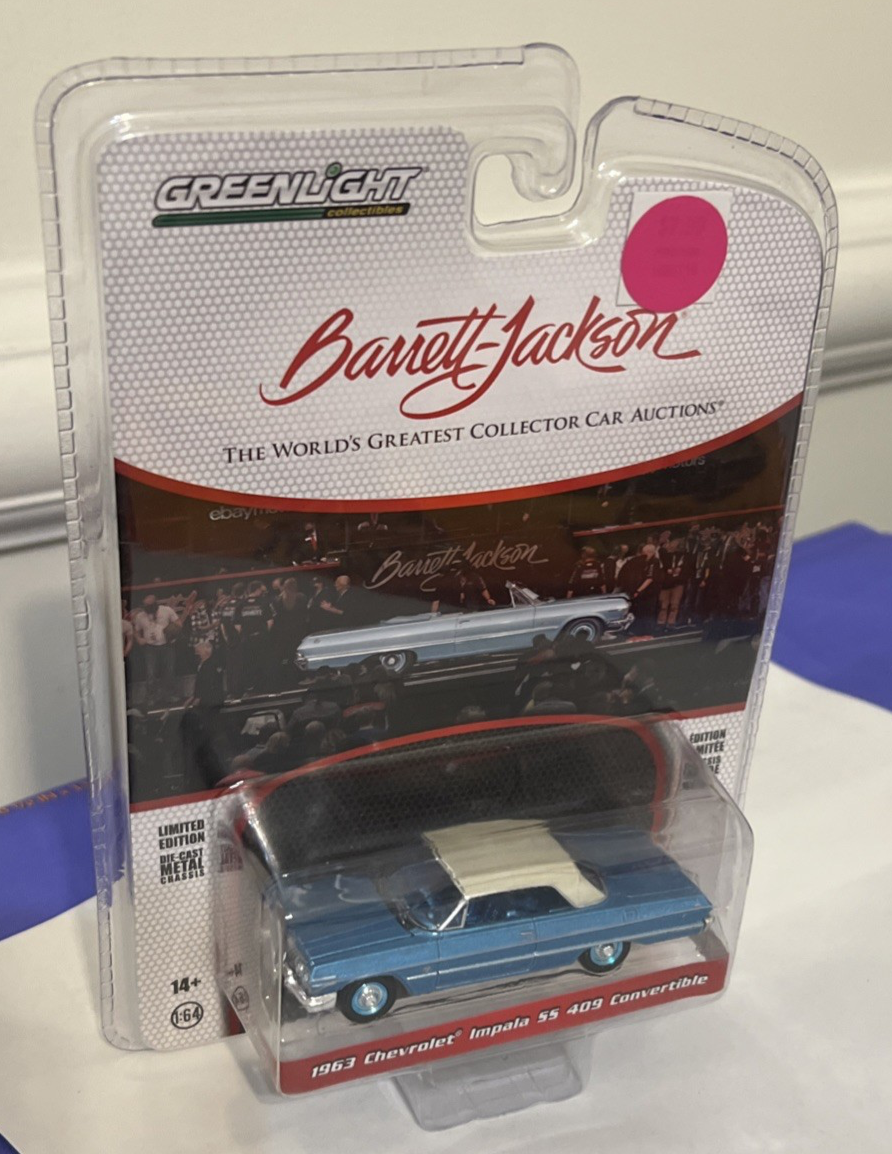 GREENLIGHT
collectibles
Barrett-Jackson®
THE WORLD'S GREATEST COLLECTOR CAR AUCTIONS®
Barrett-Jackson
LIMITED
EDITION
DIE-CAST
METAL
CHASSIS
14+
1:64
1963 Chevrolet® Impala SS 409 Convertible